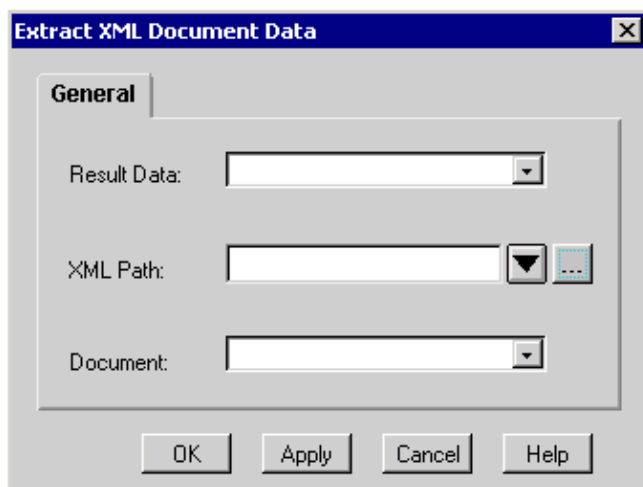 Extract XML Document Data
General
Result Data:
XML Path:
...
Document:
OK Apply Cancel Help